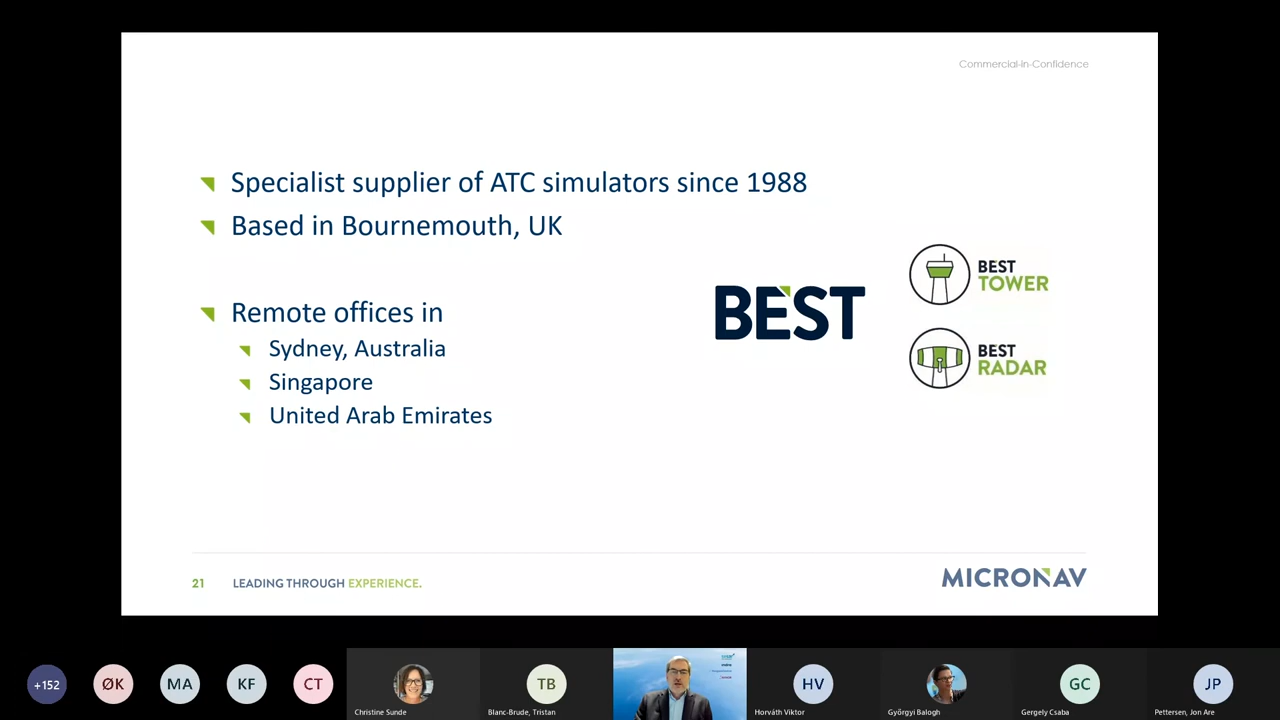 Commercial-in-Confidence
Specialist supplier of ATC simulators since 1988
Based in Bournemouth, UK
Remote offices in
Sydney, Australia
Singapore
United Arab Emirates
BEST
BEST
TOWER
BEST
RADAR
21
LEADING THROUGH EXPERIENCE.
MICRONAV
+152
ØK
MA
KF
CT
TB
HV
GC
JP
Christine Sunde
Blanc-Brude, Tristan
Horváth Viktor
Győrgyi Balogh
Gergely Csaba
Pettersen, Jon Are